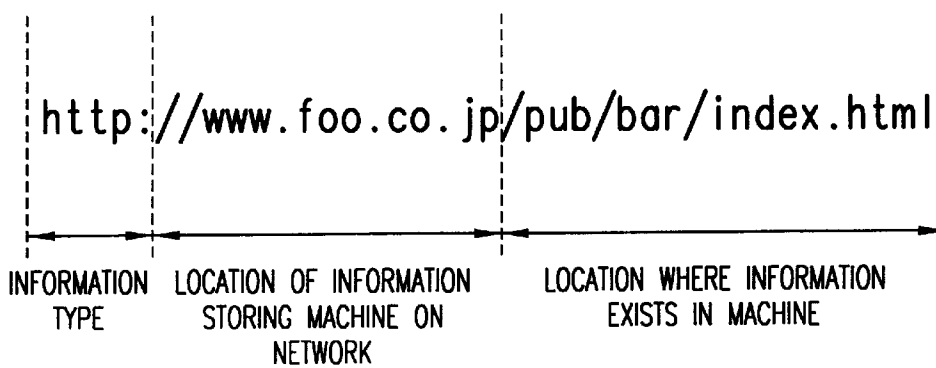 http://www.foo.co.jp/pub/bar/index.html
INFORMATION
TYPE
LOCATION OF INFORMATION
STORING MACHINE ON
NETWORK
LOCATION WHERE INFORMATION
EXISTS IN MACHINE